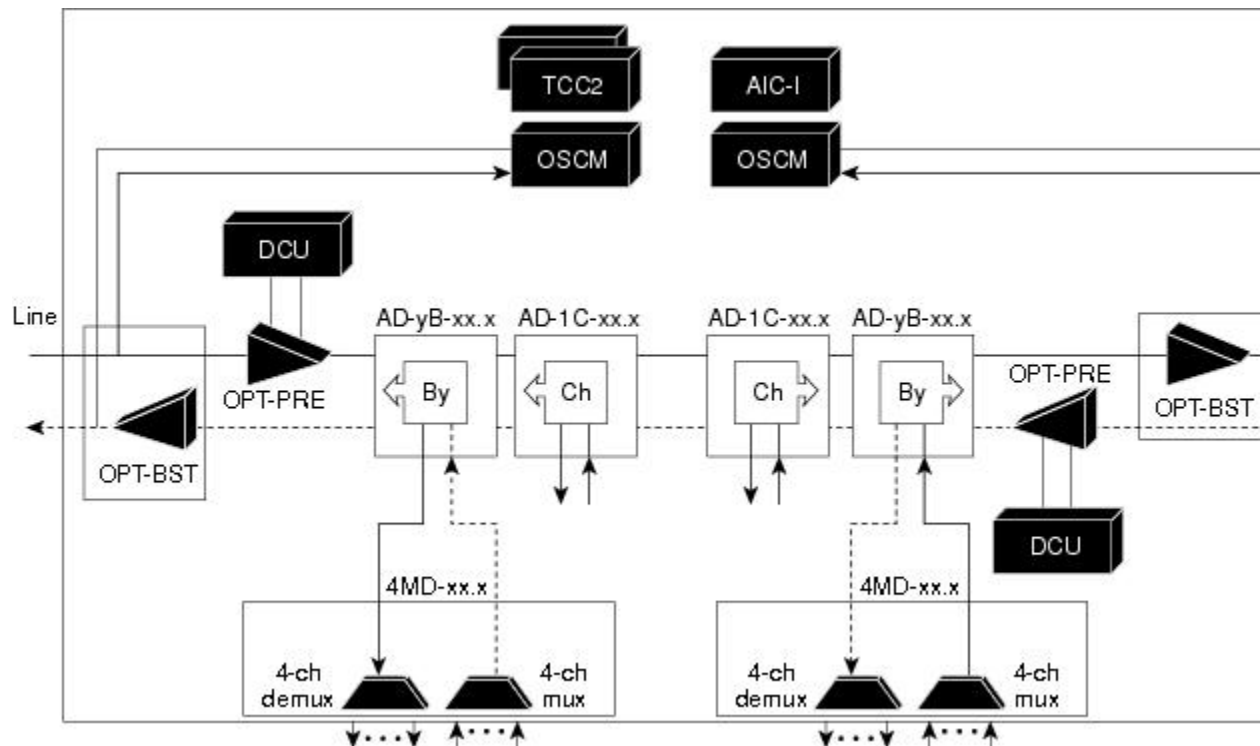 TCC2
AIC-I
OSCM
OSCM
DCU
Line
AD-yB-xx.x
AD-1C-xx.x
AD-1C-xx.x
AD-yB-xx.x
OPT-PRE
By
Ch
Ch
By
OPT-PRE
OPT-BST
OPT-BST
DCU
4MD-xx.x
4MD-xx.x
4-ch
demux
4-ch
mux
4-ch
demux
4-ch
mux